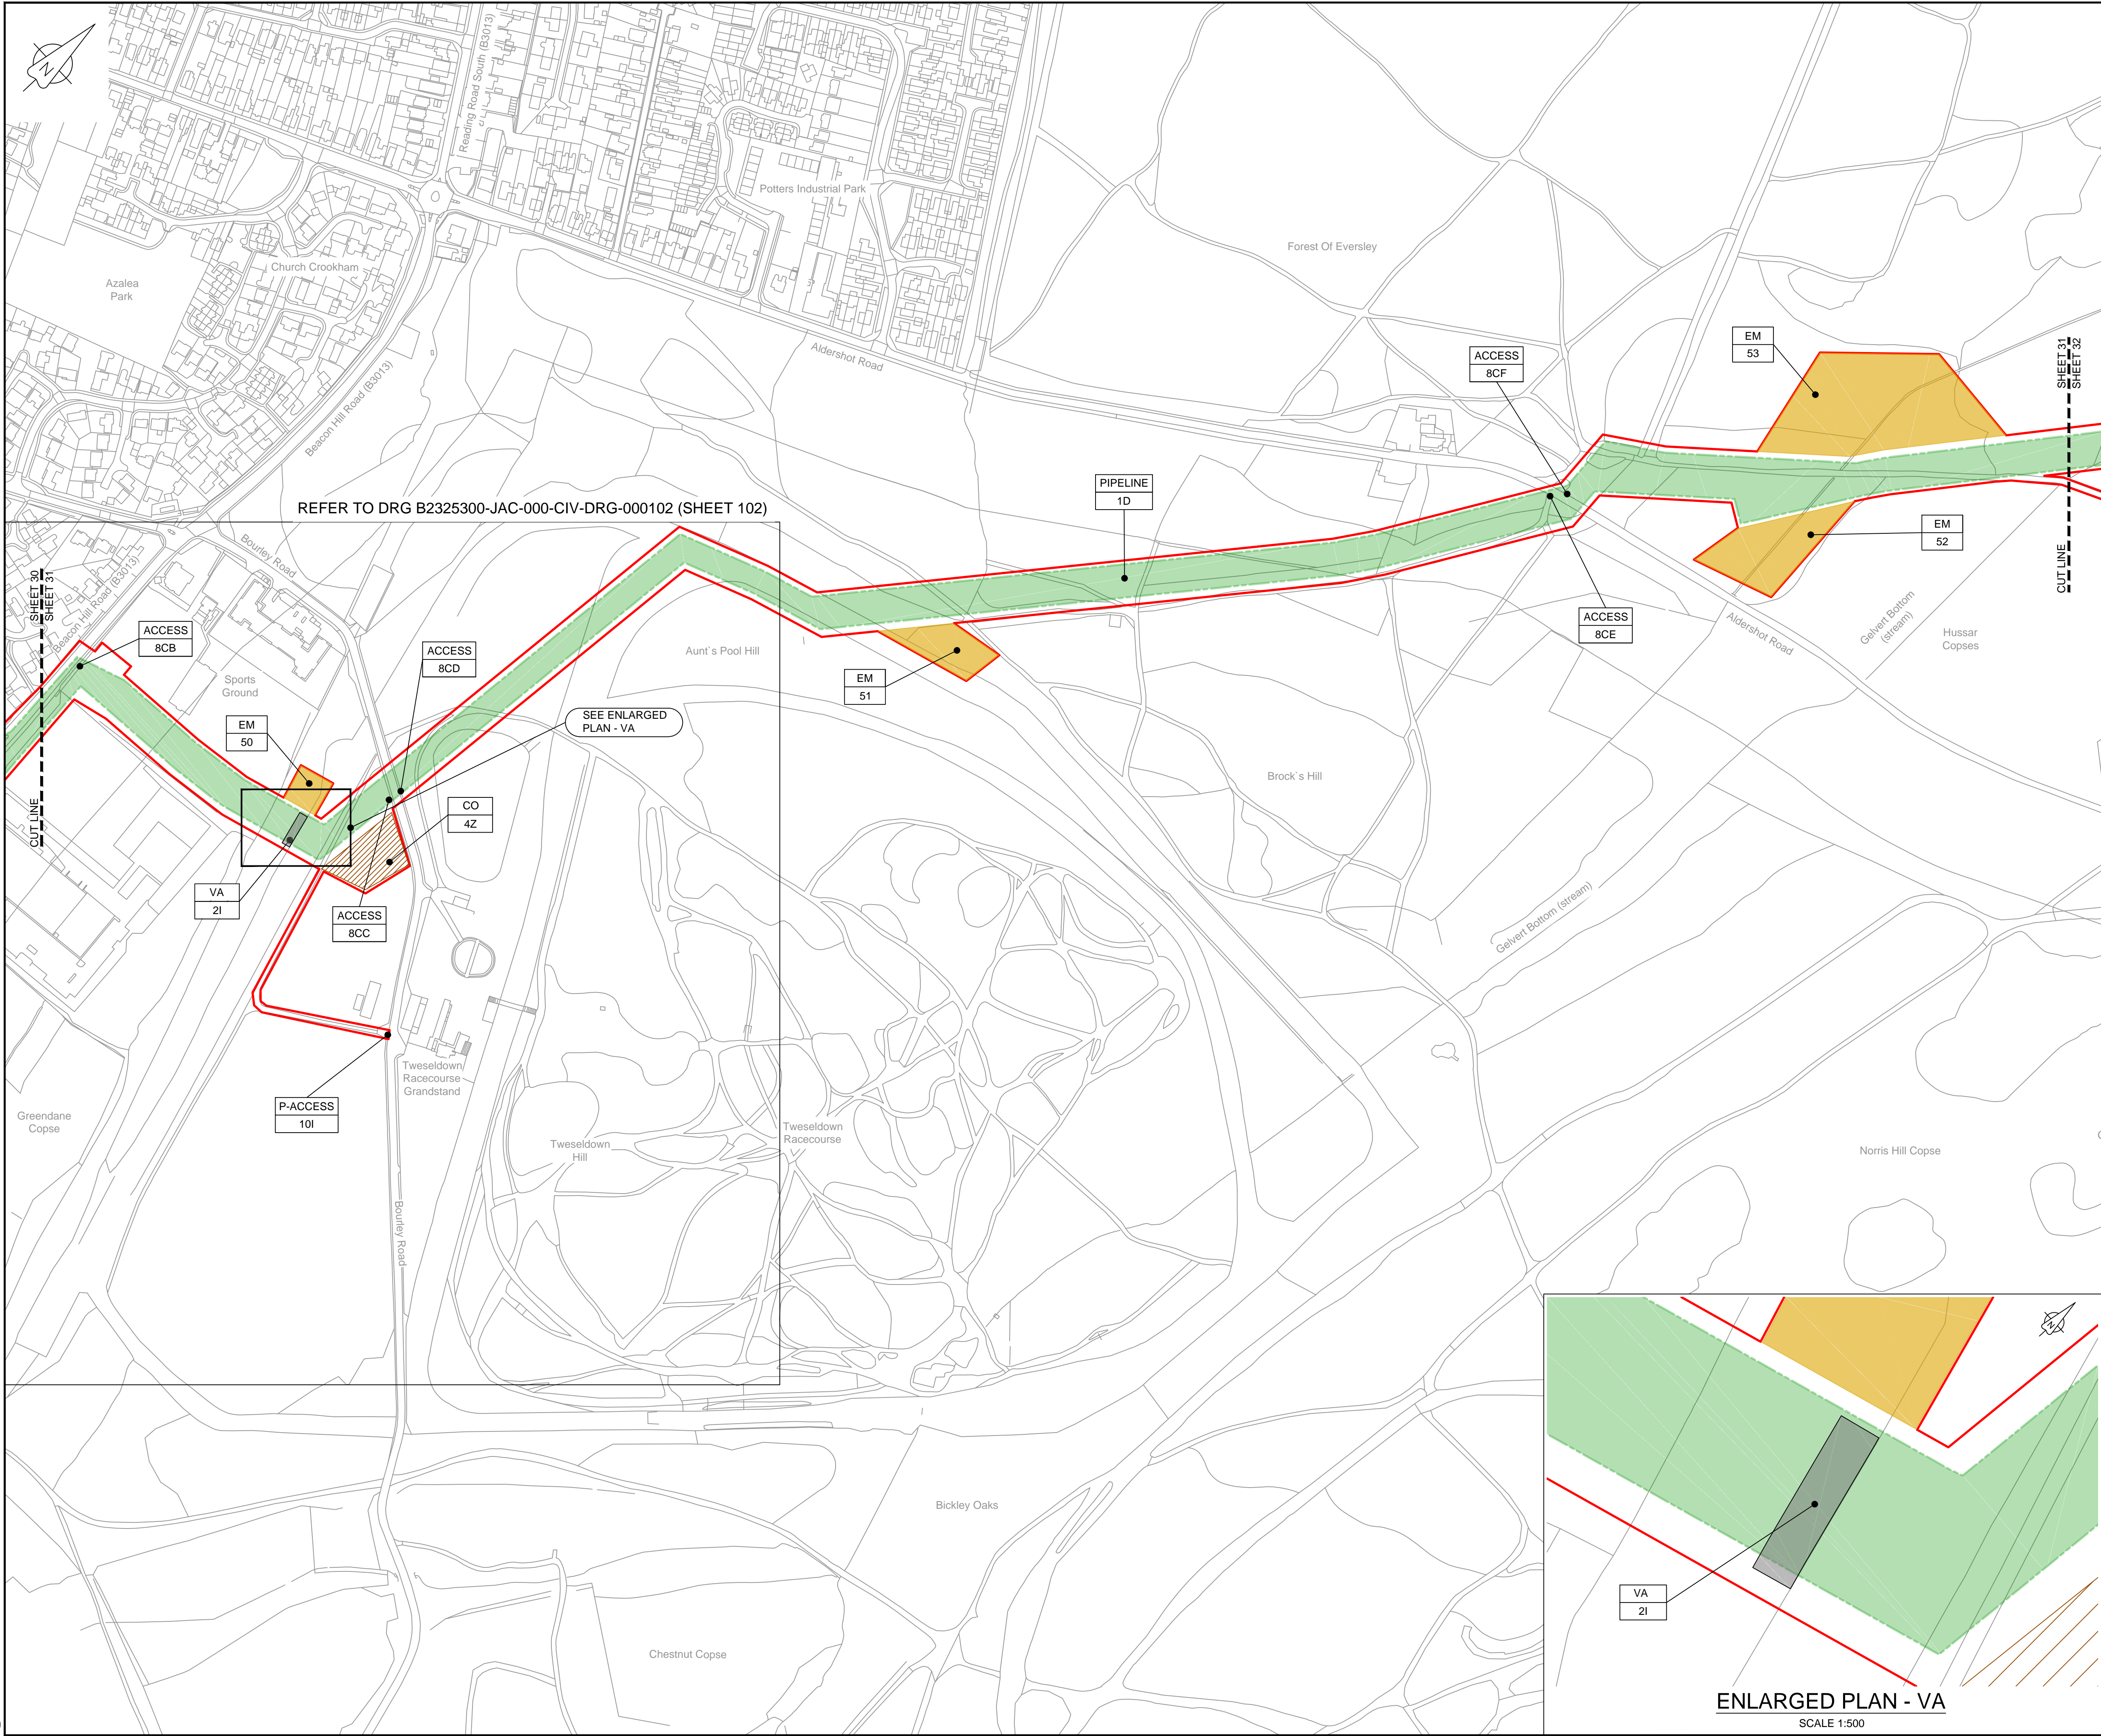 N
Reading Road South (B3013)
Potters Industrial Park
Church Crookham
Azalea
Park
Forest Of Eversley
Beacon Hill Road (B3013)
Aldershot Road
ACCESS
8CF
EM
53
SHEET 31
SHEET 32
CUT LINE
REFER TO DRG B2325300-JAC-000-CIV-DRG-000102 (SHEET 102)
PIPELINE
1D
EM
52
Bourley Road
SHEET 30
SHEET 31
CUT LINE
Beacon Hill Road (B3013)
ACCESS
8CB
Sports
Ground
ACCESS
8CD
Aunt`s Pool Hill
EM
51
ACCESS
8CE
Aldershot Road
Gelvert Bottom
(stream)
Hussar
Copses
EM
50
SEE ENLARGED
PLAN - VA
Brock`s Hill
CO
4Z
VA
2I
ACCESS
8CC
Gelvert Bottom (stream)
Tweseldown
Racecourse
Grandstand
P-ACCESS
10I
Greendane
Copse
Tweseldown
Hill
Tweseldown
Racecourse
Norris Hill Copse
Bourley Road
Bickley Oaks
Chestnut Copse
N
VA
2I
ENLARGED PLAN - VA
SCALE 1:500